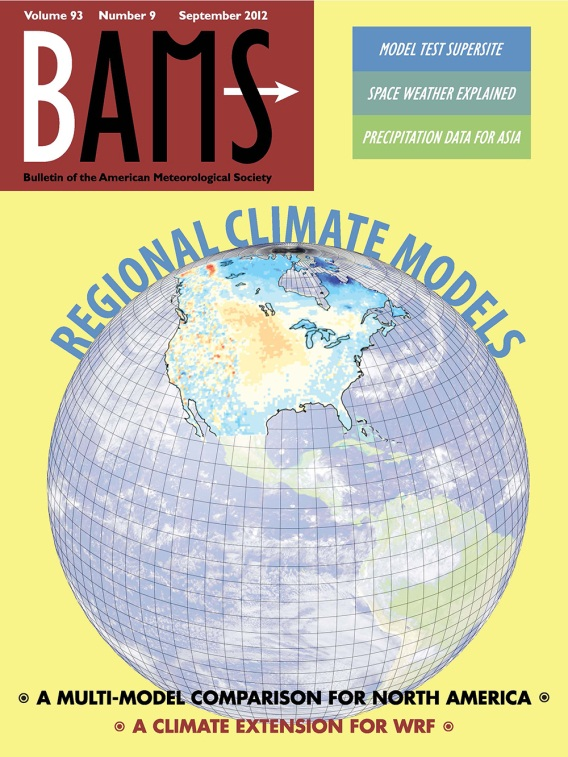 Volume 93 Number 9 September 2012
BAMS
Bulletin of the American Meteorological Society
MODEL TEST SUPERSITE
SPACE WEATHER EXPLAINED
PRECIPITATION DATA FOR ASIA
REGIONAL CLIMATE MODELS
A MULTI-MODEL COMPARISON FOR NORTH AMERICA
A CLIMATE EXTENSION FOR WRF